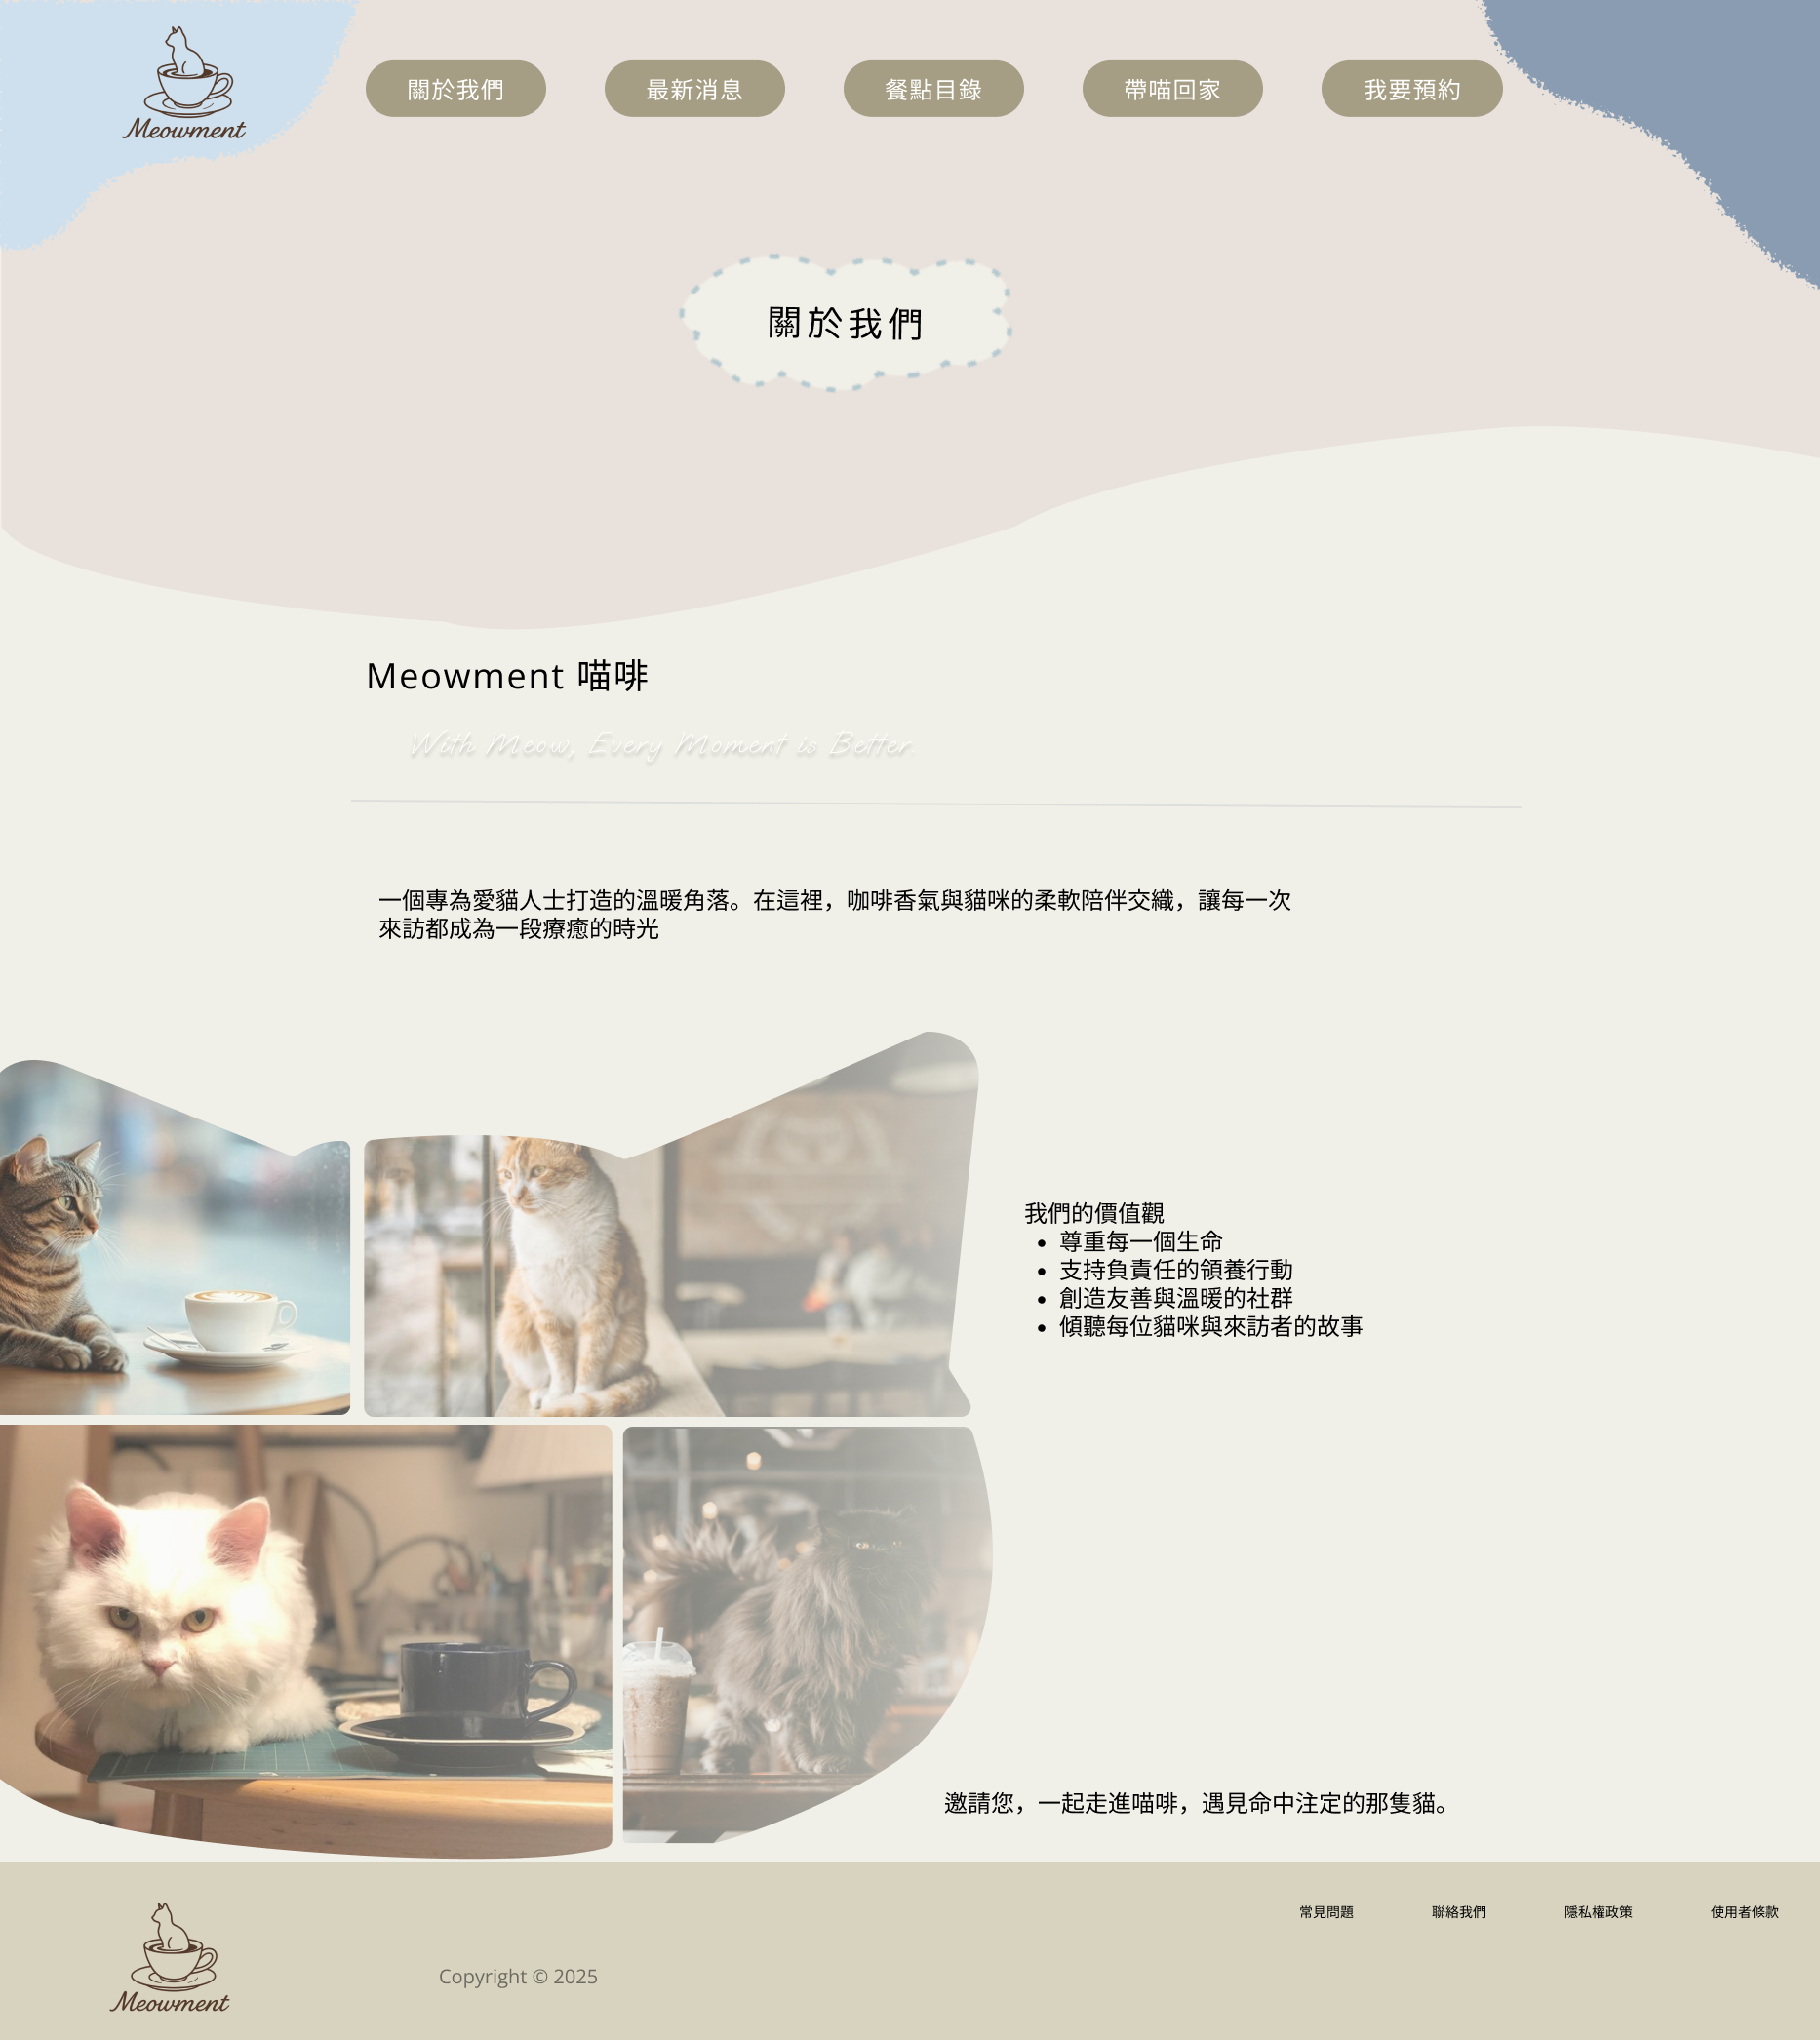 Meowment
關於我們
最新消息
餐點目錄
帶喵回家
我要預約
關於我們
Meowment 喵啡
With Meow, Every Moment is Better.
一個專為愛貓人士打造的溫暖角落。在這裡，咖啡香氣與貓咪的柔軟陪伴交織，讓每一次
來訪都成為一段療癒的時光
我們的價值觀
• 尊重每一個生命
• 支持負責任的領養行動
• 創造友善與溫暖的社群
• 傾聽每位貓咪與來訪者的故事
邀請您，一起走進喵啡，遇見命中注定的那隻貓。
常見問題
聯絡我們
隱私權政策
使用者條款
Meowment
Copyright © 2025